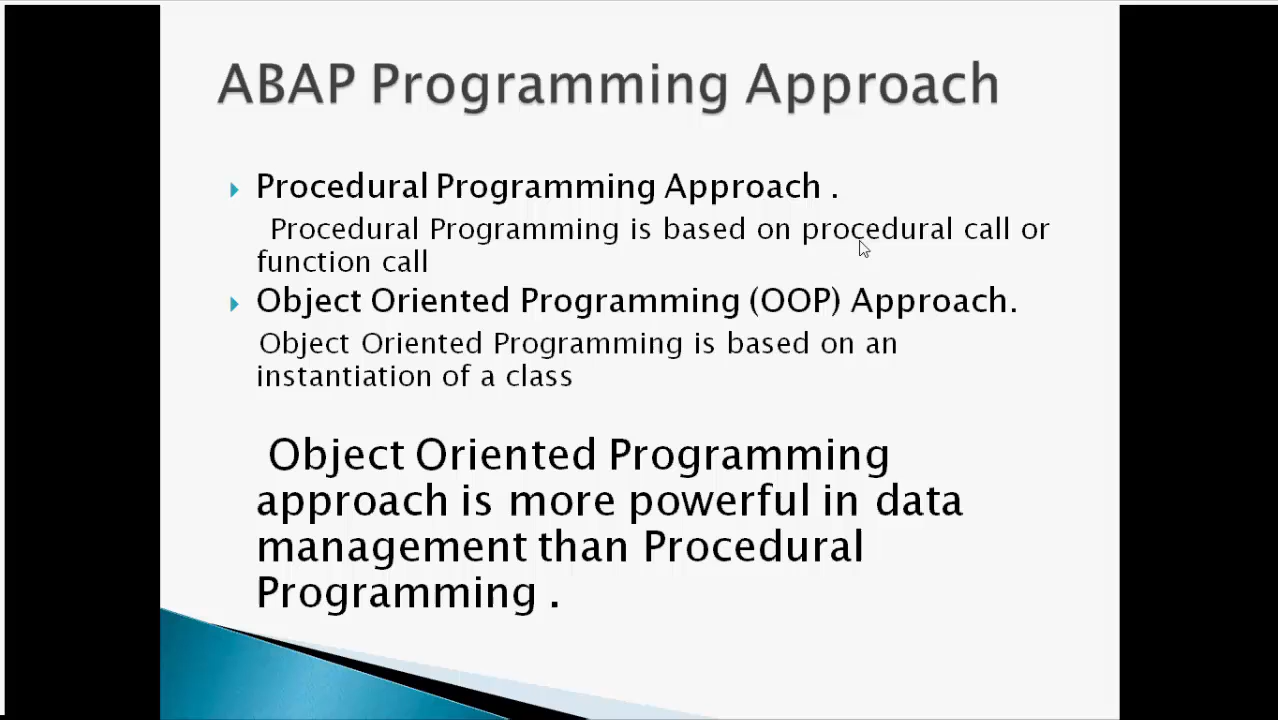 ABAP Programming Approach
Procedural Programming Approach .
Procedural Programming is based on procedural call or
function call
Object Oriented Programming (OOP) Approach.
Object Oriented Programming is based on an
instantiation of a class
Object Oriented Programming
approach is more powerful in data
management than Procedural
Programming .